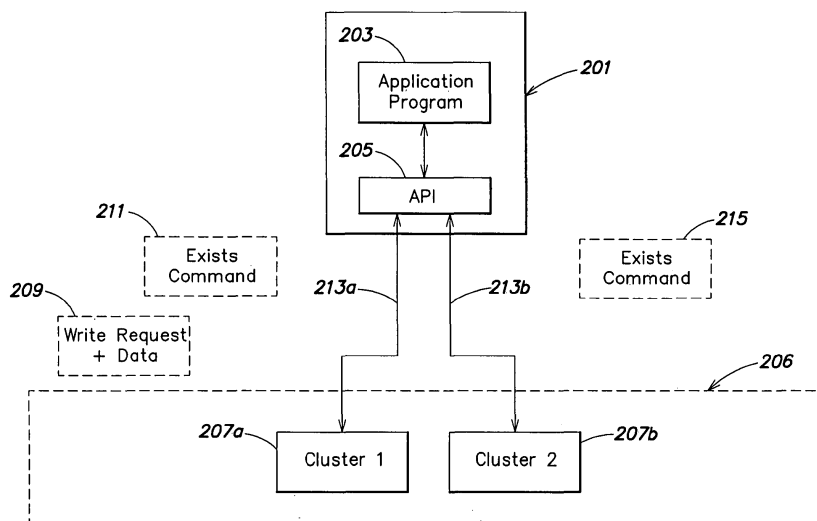 203
Application
Program
201
205
API
211
Exists
Command
215
Exists
Command
209
Write Request
+ Data
213a
213b
206
207a
Cluster 1
Cluster 2
207b